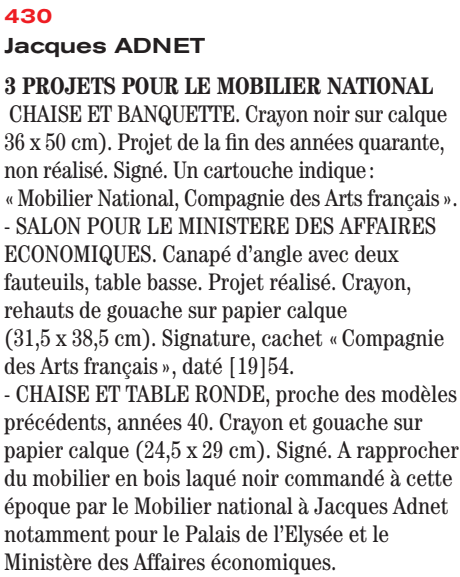 430
Jacques ADNET
3 PROJETS POUR LE MOBILIER NATIONAL
CHAISE ET BANQUETTE. Crayon noir sur calque
36 x 50 cm). Projet de la fin des années quarante,
non réalisé. Signé. Un cartouche indique :
« Mobilier National, Compagnie des Arts français ».
- SALON POUR LE MINISTERE DES AFFAIRES
ECONOMIQUES. Canapé d’angle avec deux
fauteuils, table basse. Projet réalisé. Crayon,
rehauts de gouache sur papier calque
(31,5 x 38,5 cm). Signature, cachet « Compagnie
des Arts français », daté [19]54.
- CHAISE ET TABLE RONDE, proche des modèles
précédents, années 40. Crayon et gouache sur
papier calque (24,5 x 29 cm). Signé. A rapprocher
du mobilier en bois laqué noir commandé à cette
époque par le Mobilier national à Jacques Adnet
notamment pour le Palais de l’Elysée et le
Ministère des Affaires économiques.